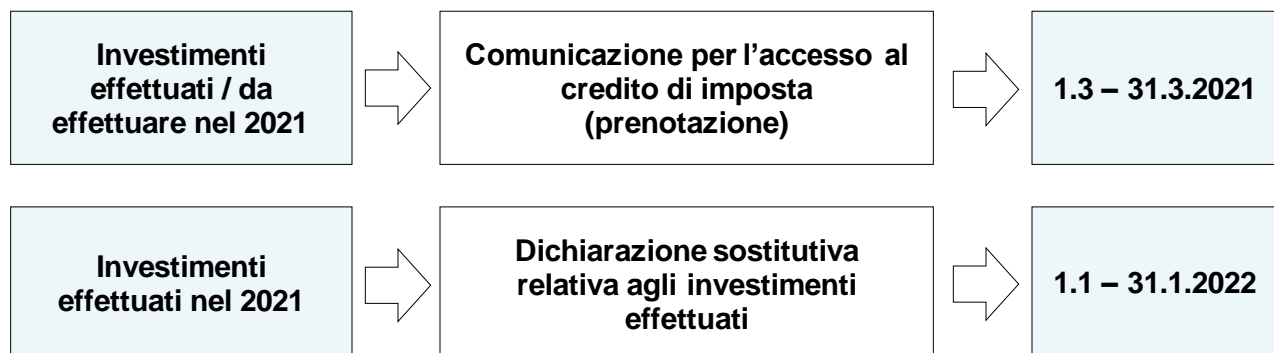 Investimenti
effettuati / da
effettuare nel 2021
Comunicazione per l'accesso al
credito di imposta
(prenotazione)
1.3 – 31.3.2021
Investimenti
effettuati nel 2021
Dichiarazione sostitutiva
relativa agli investimenti
effettuati
1.1 – 31.1.2022